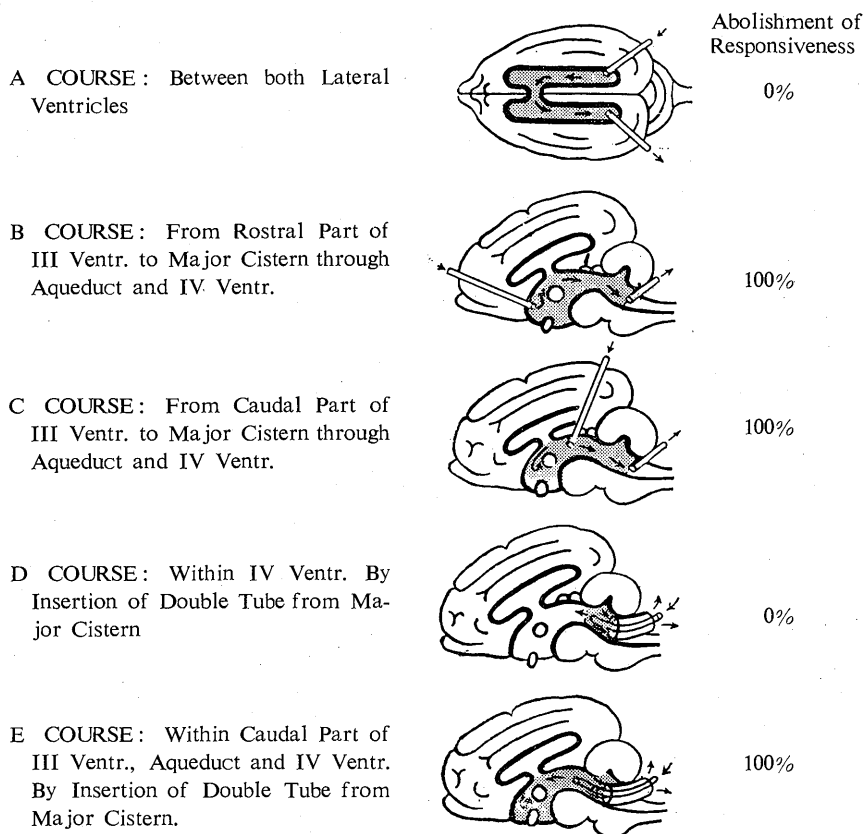 Abolishment of
Responsiveness
A COURSE: Between both Lateral
Ventricles
0%
B COURSE: From Rostral Part of
III Ventr. to Major Cistern through
Aqueduct and IV Ventr.
100%
C COURSE: From Caudal Part of
III Ventr. to Major Cistern through
Aqueduct and IV Ventr.
100%
D COURSE: Within IV Ventr. By
Insertion of Double Tube from Ma-
jor Cistern
0%
E COURSE: Within Caudal Part of
III Ventr., Aqueduct and IV Ventr.
By Insertion of Double Tube from
Major Cistern.
100%